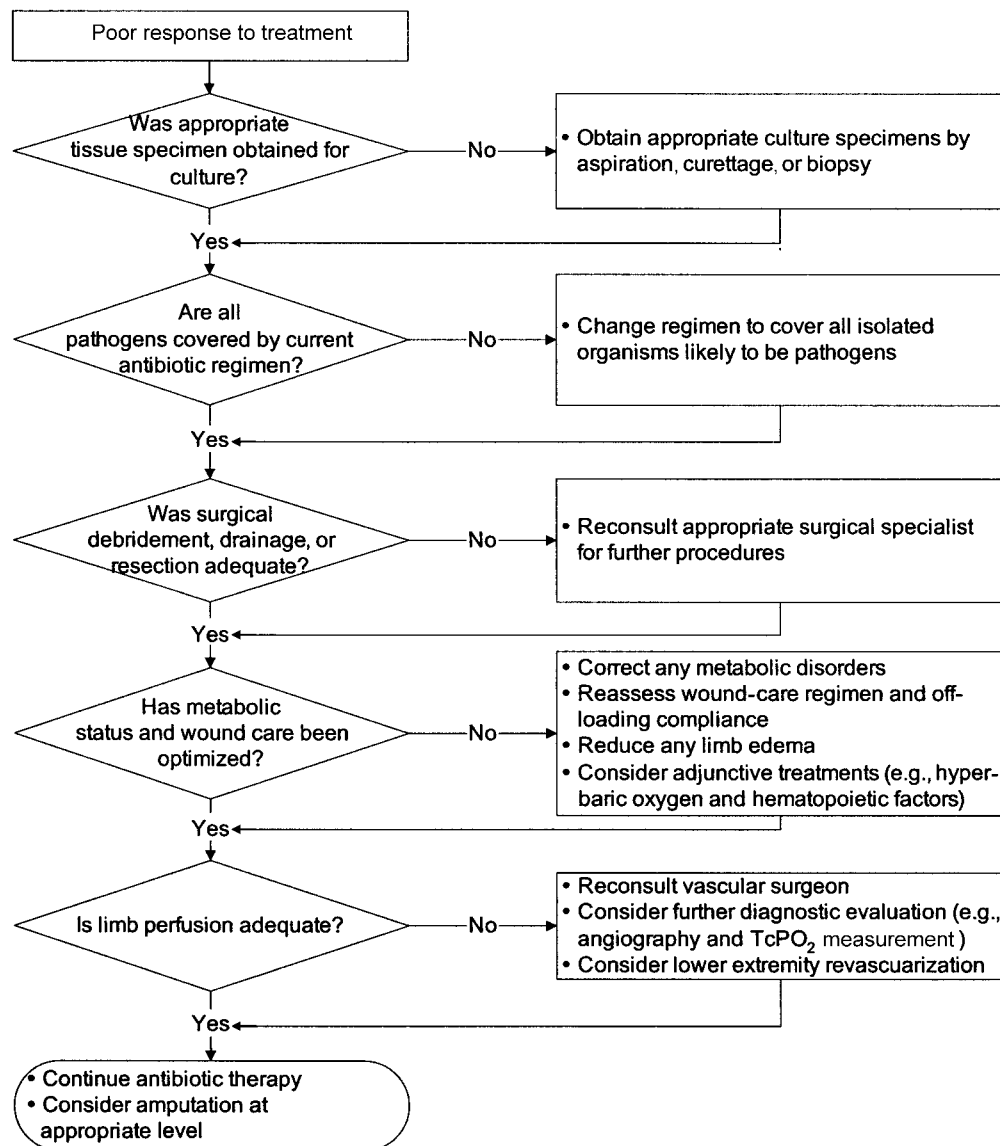 Poor response to treatment
Was appropriate
tissue specimen obtained for
culture?
No
• Obtain appropriate culture specimens by
aspiration, curettage, or biopsy
Yes
Are all
pathogens covered by current
antibiotic regimen?
No
• Change regimen to cover all isolated
organisms likely to be pathogens
Yes
Was surgical
debridement, drainage, or
resection adequate?
No
• Reconsult appropriate surgical specialist
for further procedures
Yes
Has metabolic
status and wound care been
optimized?
No
• Correct any metabolic disorders
• Reassess wound-care regimen and off-
loading compliance
• Reduce any limb edema
• Consider adjunctive treatments (e.g., hyper-
baric oxygen and hematopoietic factors)
Yes
Is limb perfusion adequate?
No
• Reconsult vascular surgeon
• Consider further diagnostic evaluation (e.g.,
angiography and TcPO₂ measurement )
• Consider lower extremity revascuarization
Yes
• Continue antibiotic therapy
• Consider amputation at
appropriate level